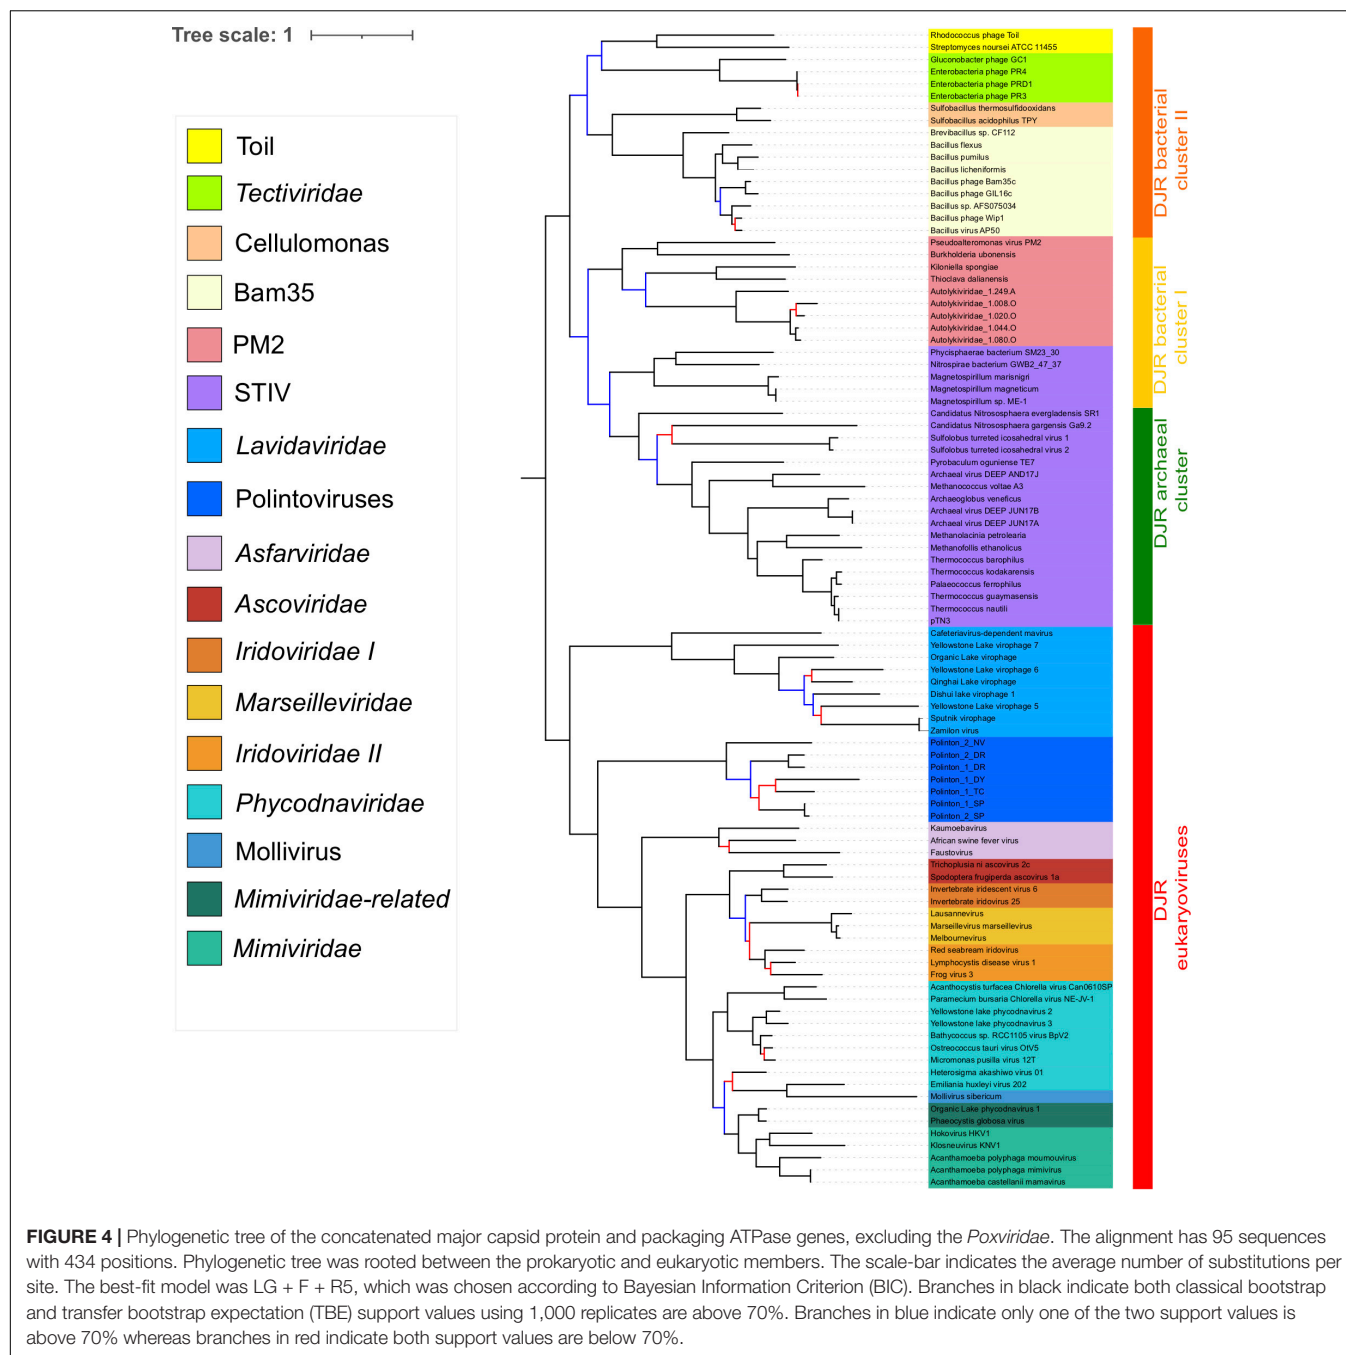 Tree scale: 1
Toil
Tectiviridae
Cellulomonas
Bam35
PM2
STIV
Lavidaviridae
Polintoviruses
Asfarviridae
Ascoviridae
Iridoviridae I
Marseilleviridae
Iridoviridae II
Phycodnaviridae
Mollivirus
Mimiviridae-related
Mimiviridae
Rhodococcus phage Toil
Streptomyces noursei ATCC 11455
Gluconobacter phage GC1
Enterobacteria phage PR4
Enterobacteria phage PRD1
Enterobacteria phage PR3
Sulfobacillus thermosulfidooxidans
Sulfobacillus acidophilus TPY
Brevibacillus sp. CF112
Bacillus flexus
Bacillus pumilus
Bacillus licheniformis
Bacillus phage Bam35c
Bacillus phage GIL16c
Bacillus sp. AFS075034
Bacillus phage Wip1
Bacillus virus AP50
Pseudoalteromonas virus PM2
Burkholderia ubonensis
Kiloniella spongiae
Thioclava dalianensis
Autolykiviridae_1.249.A
Autolykiviridae_1.008.O
Autolykiviridae_1.020.O
Autolykiviridae_1.044.O
Autolykiviridae_1.080.O
Phycisphaerae bacterium SM23_30
Nitrospirae bacterium GWB2_47_37
Magnetospirillum marisnigri
Magnetospirillum magneticum
Magnetospirillum sp. ME-1
Candidatus Nitrososphaera evergladensis SR1
Candidatus Nitrososphaera gargensis Ga9.2
Sulfolobus turreted icosahedral virus 1
Sulfolobus turreted icosahedral virus 2
Pyrobaculum oguniense TE7
Archaeal virus DEEP AND17J
Methanococcus voltae A3
Archaeoglobus veneficus
Archaeal virus DEEP JUN17B
Archaeal virus DEEP JUN17A
Methanolacinia petrolearia
Methanofollis ethanolicus
Thermococcus barophilus
Thermococcus kodakarensis
Palaeococcus ferrophilus
Thermococcus guaymasensis
Thermococcus nautili
pTN3
Cafeteriavirus-dependent mavirus
Yellowstone Lake virophage 7
Organic Lake virophage
Yellowstone Lake virophage 6
Qinghai Lake virophage
Dishui lake virophage 1
Yellowstone Lake virophage 5
Sputnik virophage
Zamilon virus
Polinton_2_NV
Polinton_2_DR
Polinton_1_DR
Polinton_1_DY
Polinton_1_TC
Polinton_1_SP
Polinton_2_SP
Kaumoebavirus
African swine fever virus
Faustovirus
Trichoplusia ni ascovirus 2c
Spodoptera frugiperda ascovirus 1a
Invertebrate iridescent virus 6
Invertebrate iridovirus 25
Lausannevirus
Marseillevirus marseillevirus
Melbournevirus
Red seabream iridovirus
Lymphocystis disease virus 1
Frog virus 3
Acanthocystis turfacea Chlorella virus Can0610SP
Paramecium bursaria Chlorella virus NE-JV-1
Yellowstone lake phycodnavirus 2
Yellowstone lake phycodnavirus 3
Bathycoccus sp. RCC1105 virus BpV2
Ostreococcus tauri virus OtV5
Micromonas pusilla virus 12T
Heterosigma akashiwo virus 01
Emiliania huxleyi virus 202
Mollivirus sibericum
Organic Lake phycodnavirus 1
Phaeocystis globosa virus
Hokovirus HKV1
Klosneuvirus KNV1
Acanthamoeba polyphaga moumouvirus
Acanthamoeba polyphaga mimivirus
Acanthamoeba castellanii mamavirus
DJR bacterial
cluster II
DJR bacterial
cluster I
DJR archaeal
cluster
DJR
eukaryoviruses
FIGURE 4 | Phylogenetic tree of the concatenated major capsid protein and packaging ATPase genes, excluding the Poxviridae. The alignment has 95 sequences
with 434 positions. Phylogenetic tree was rooted between the prokaryotic and eukaryotic members. The scale-bar indicates the average number of substitutions per
site. The best-fit model was LG + F + R5, which was chosen according to Bayesian Information Criterion (BIC). Branches in black indicate both classical bootstrap
and transfer bootstrap expectation (TBE) support values using 1,000 replicates are above 70%. Branches in blue indicate only one of the two support values is
above 70% whereas branches in red indicate both support values are below 70%.